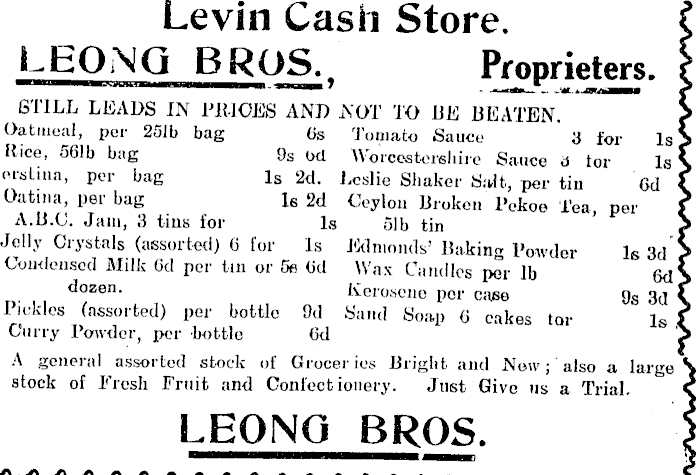 Levin Cash Store.
LEONG BROS., Proprieters.
STILL LEADS IN PRICES AND NOT TO BE BEATEN.
Oatmeal, per 25lb bag 6s
Rice, 56lb bag 9s 6d
erstina, per bag 1s 2d.
Oatina, per bag 1s 2d
A.B.C. Jam, 3 tins for 1s
Jelly Crystals (assorted) 6 for 1s
Condensed Milk 6d per tin or 5s 6d
dozen.
Pickles (assorted) per bottle 9d
Curry Powder, per bottle 6d
Tomato Sauce 3 for 1s
Worcestershire Sauce 3 for 1s
Leslie Shaker Salt, per tin 6d
Ceylon Broken Pekoe Tea, per
5lb tin
Edmonds' Baking Powder 1s 3d
Wax Candles per lb 6d
Kerosene per case 9s 3d
Sand Soap 6 cakes for 1s
A general assorted stock of Groceries Bright and New; also a large
stock of Fresh Fruit and Confectionery. Just Give us a Trial.
LEONG BROS.